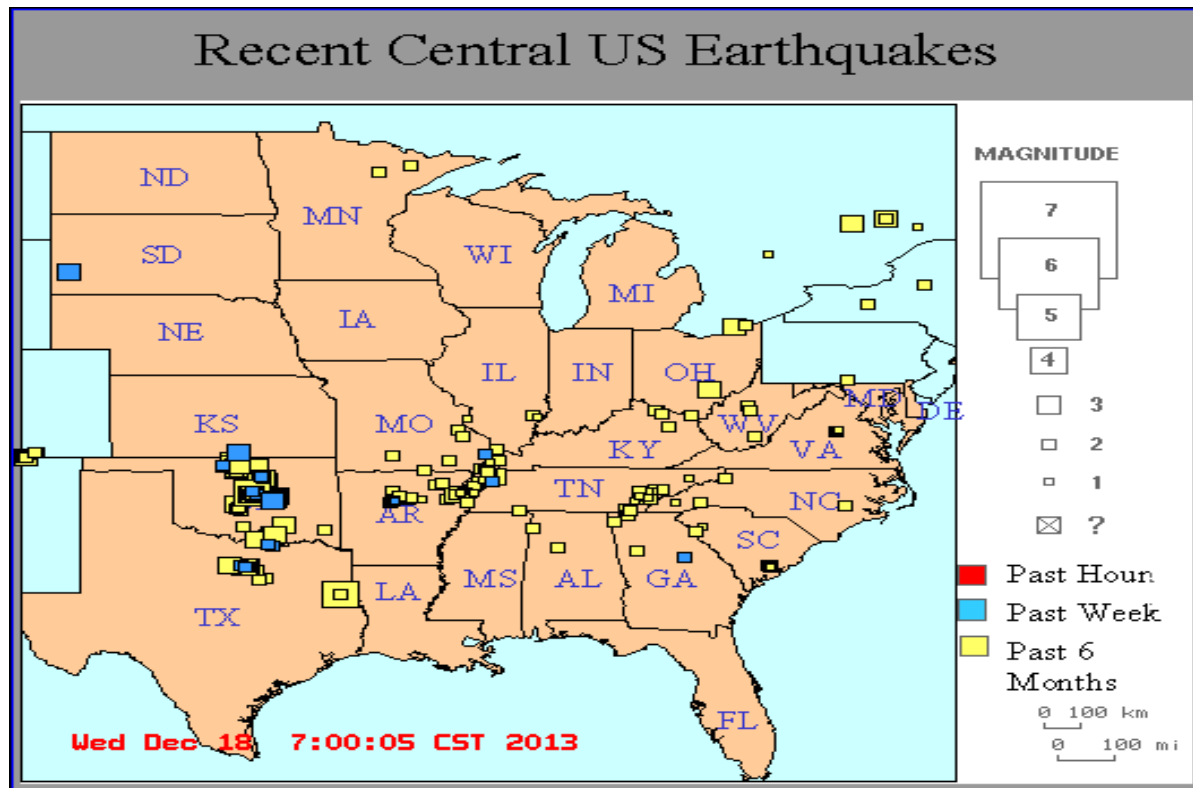 Recent Central US Earthquakes
ND
MN
SD
WI
MI
NE
IA
IL
IN
OH
MD
DE
KS
MO
WV
KY
VA
TN
NC
AR
SC
MS
AL
GA
LA
TX
FL
Wed Dec 18 7:00:05 CST 2013
MAGNITUDE
7
6
5
4
3
2
1
?
Past Houn
Past Week
Past 6
Months
0 100 km
0 100 mi